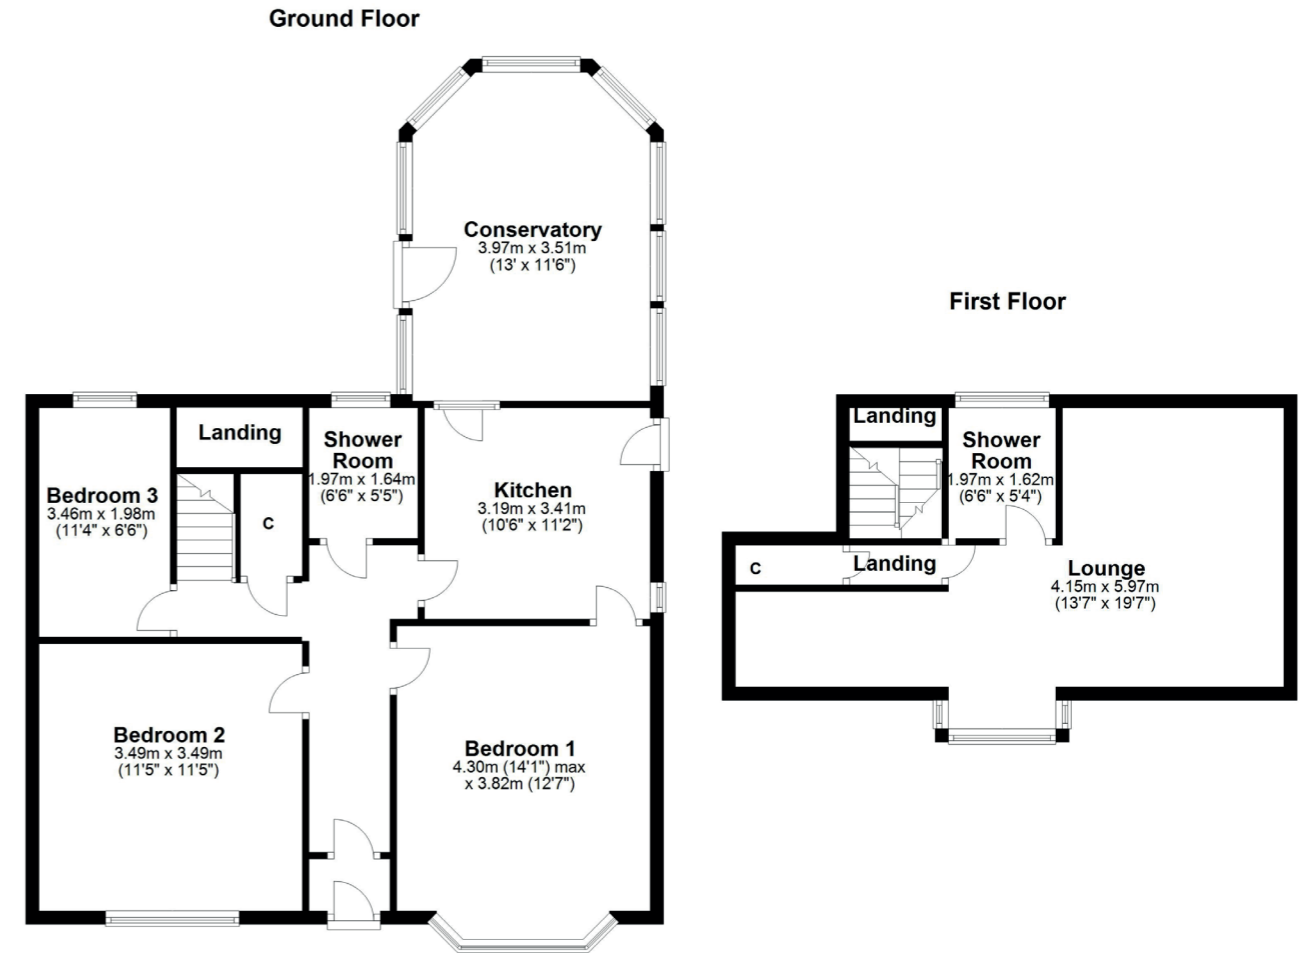 Ground Floor
Conservatory
3.97m x 3.51m
(13' x 11'6")
Landing
Shower
Room
1.97m x 1.64m
(6'6" x 5'5")
Bedroom 3
3.46m x 1.98m
(11'4" x 6'6")
C
Kitchen
3.19m x 3.41m
(10'6" x 11'2")
Bedroom 2
3.49m x 3.49m
(11'5" x 11'5")
Bedroom 1
4.30m (14'1") max
x 3.82m (12'7")
First Floor
Landing
Shower
Room
1.97m x 1.62m
(6'6" x 5'4")
C
Landing
Lounge
4.15m x 5.97m
(13'7" x 19'7")